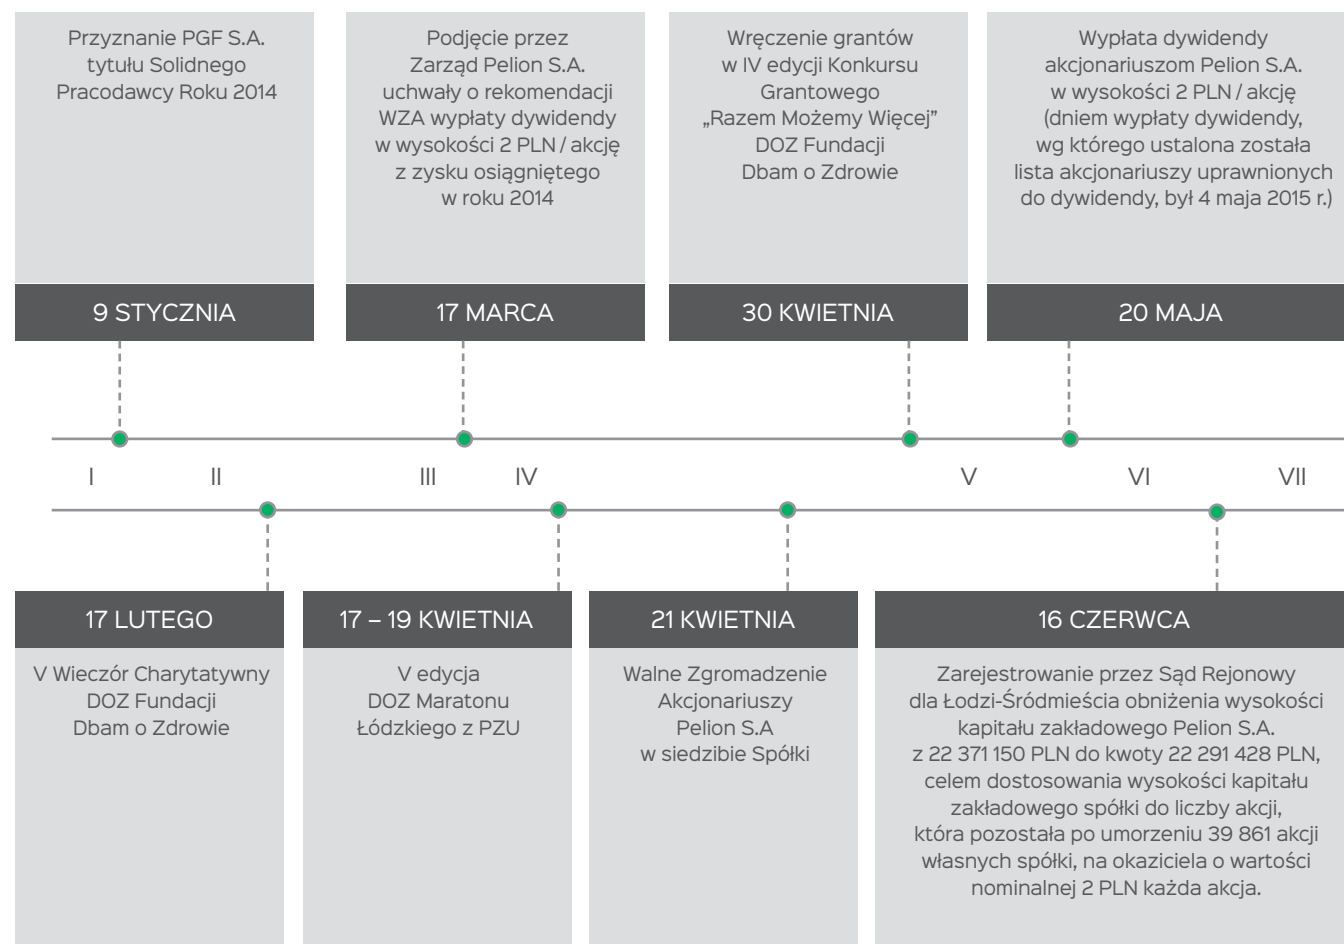 Przyznanie PGF S.A.
tytułu Solidnego
Pracodawcy Roku 2014
9 STYCZNIA
Podjęcie przez
Zarząd Pelion S.A.
uchwały o rekomendacji
WZA wypłaty dywidendy
w wysokości 2 PLN / akcję
z zysku osiągniętego
w roku 2014
17 MARCA
Wręczenie grantów
w IV edycji Konkursu
Grantowego
„Razem Możemy Więcej”
DOZ Fundacji
Dbam o Zdrowie
30 KWIETNIA
Wypłata dywidendy
akcjonariuszom Pelion S.A.
w wysokości 2 PLN / akcję
(dniem wypłaty dywidendy,
wg którego ustalona została
lista akcjonariuszy uprawnionych
do dywidendy, był 4 maja 2015 r.)
20 MAJA
I II III IV V VI VII
17 LUTEGO
V Wieczór Charytatywny
DOZ Fundacji
Dbam o Zdrowie
17 – 19 KWIETNIA
V edycja
DOZ Maratonu
Łódzkiego z PZU
21 KWIETNIA
Walne Zgromadzenie
Akcjonariuszy
Pelion S.A
w siedzibie Spółki
16 CZERWCA
Zarejestrowanie przez Sąd Rejonowy
dla Łodzi-Śródmieścia obniżenia wysokości
kapitału zakładowego Pelion S.A.
z 22 371 150 PLN do kwoty 22 291 428 PLN,
celem dostosowania wysokości kapitału
zakładowego spółki do liczby akcji,
która pozostała po umorzeniu 39 861 akcji
własnych spółki, na okaziciela o wartości
nominalnej 2 PLN każda akcja.